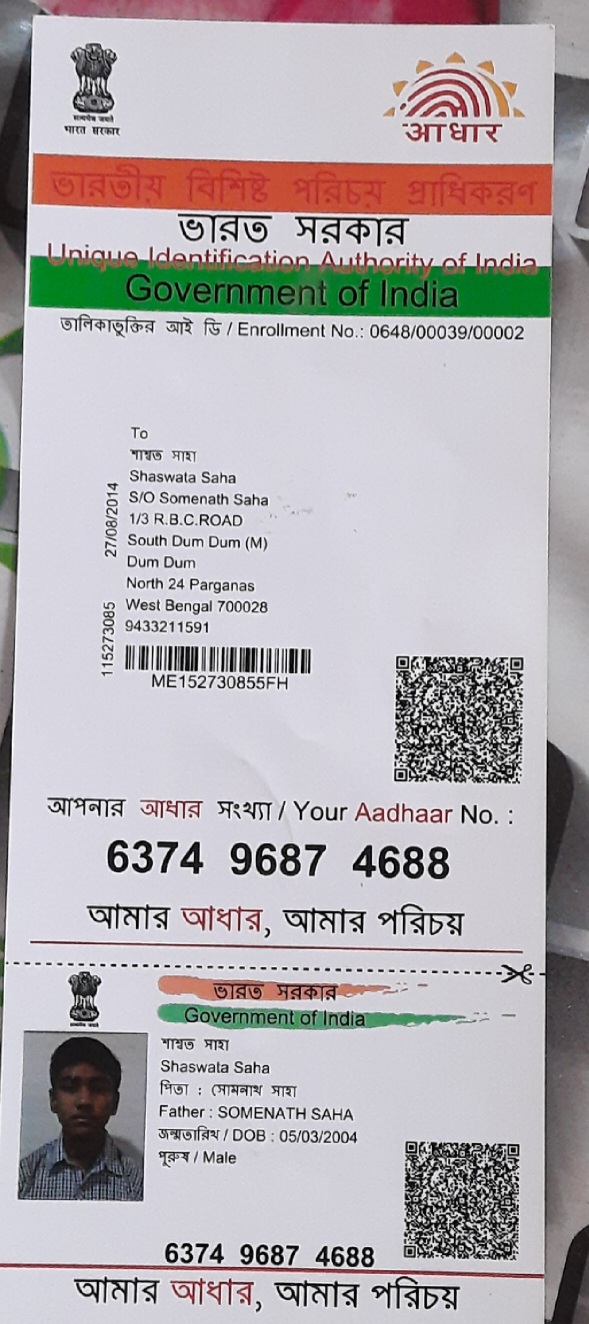 सत्यमेव जयते
भारत सरकार
आधार
ভারতীয় বিশিষ্ট পরিচয় প্রাধিকরণ
ভারত সরকার
Unique Identification Authority of India
Government of India
তালিকাভুক্তির আই ডি / Enrollment No.: 0648/00039/00002
To
শাশ্বত সাহা
Shaswata Saha
S/O Somenath Saha
1/3 R.B.C.ROAD
South Dum Dum (M)
Dum Dum
North 24 Parganas
West Bengal 700028
9433211591
27/08/2014
115273085
ME152730855FH
আপনার আধার সংখ্যা / Your Aadhaar No. :
6374 9687 4688
আমার আধার, আমার পরিচয়
ভারত সরকার
Government of India
শাশ্বত সাহা
Shaswata Saha
পিতা : সোমনাথ সাহা
Father : SOMENATH SAHA
জন্মতারিখ / DOB : 05/03/2004
পুরুষ / Male
6374 9687 4688
আমার আধার, আমার পরিচয়